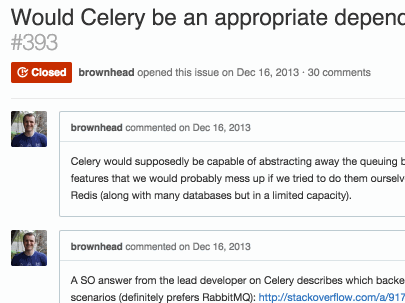 Would Celery be an appropriate depend
#393
Closed brownhead opened this issue on Dec 16, 2013 · 30 comments
brownhead commented on Dec 16, 2013
Celery would supposedly be capable of abstracting away the queuing b
features that we would probably mess up if we tried to do them ourselv
Redis (along with many databases but in a limited capacity).
brownhead commented on Dec 16, 2013
A SO answer from the lead developer on Celery describes which backe
scenarios (definitely prefers RabbitMQ): http://stackoverflow.com/a/917